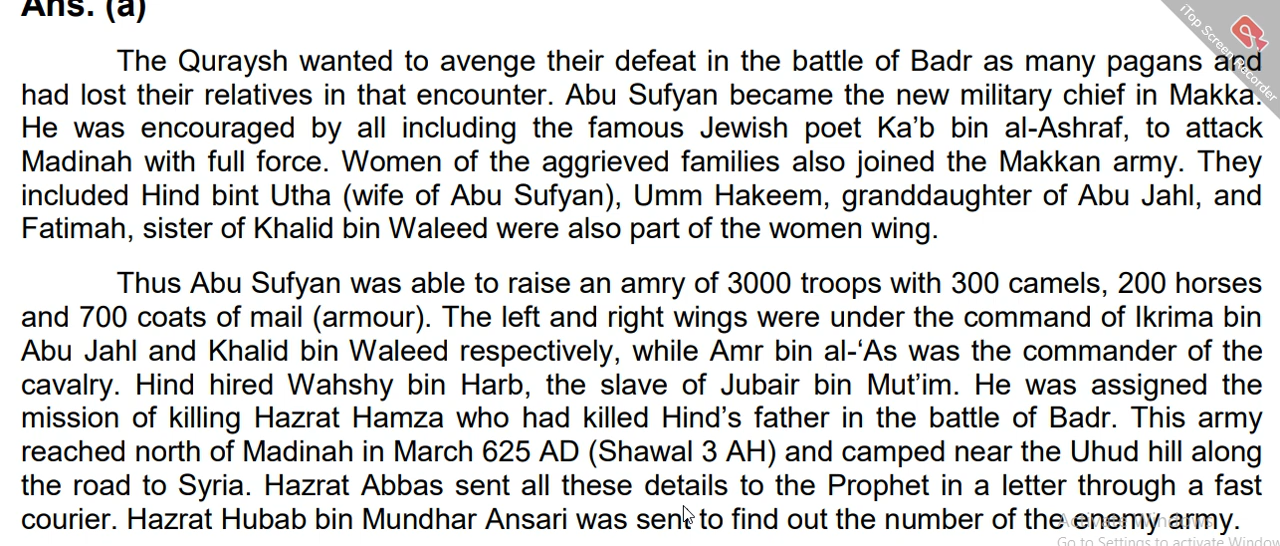 Ans. (a)
The Quraysh wanted to avenge their defeat in the battle of Badr as many pagans and
had lost their relatives in that encounter. Abu Sufyan became the new military chief in Makka.
He was encouraged by all including the famous Jewish poet Ka’b bin al-Ashraf, to attack
Madinah with full force. Women of the aggrieved families also joined the Makkan army. They
included Hind bint Utha (wife of Abu Sufyan), Umm Hakeem, granddaughter of Abu Jahl, and
Fatimah, sister of Khalid bin Waleed were also part of the women wing.
Thus Abu Sufyan was able to raise an amry of 3000 troops with 300 camels, 200 horses
and 700 coats of mail (armour). The left and right wings were under the command of Ikrima bin
Abu Jahl and Khalid bin Waleed respectively, while Amr bin al-‘As was the commander of the
cavalry. Hind hired Wahshy bin Harb, the slave of Jubair bin Mut’im. He was assigned the
mission of killing Hazrat Hamza who had killed Hind’s father in the battle of Badr. This army
reached north of Madinah in March 625 AD (Shawal 3 AH) and camped near the Uhud hill along
the road to Syria. Hazrat Abbas sent all these details to the Prophet in a letter through a fast
courier. Hazrat Hubab bin Mundhar Ansari was sent to find out the number of the enemy army.
iTop Screen Recorder
Activate Windows
Go to Settings to activate Window